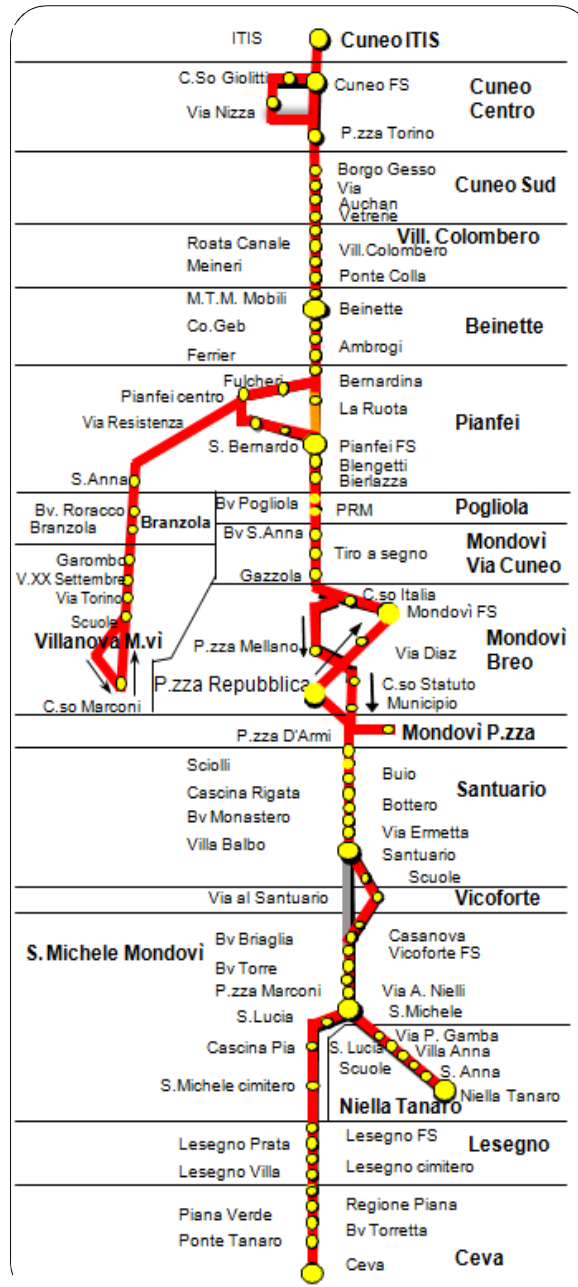 ITIS Cuneo ITIS
C.So Giolitti Cuneo FS Cuneo
Centro
Via Nizza
P.zza Torino
Borgo Gesso
Via Cuneo Sud
Auchan
Vetrerie
Vill. Colombero
Roata Canale Vill.Colombero
Meineri Ponte Colla
M.T.M. Mobili Beinette
Co.Geb Beinette
Ferrier Ambrogi
Fulcheri Bernardina
Pianfei centro La Ruota
Via Resistenza Pianfei
S. Bernardo Pianfei FS
Blengetti
S.Anna Bierlazza
Bv. Roracco Bv Pogliola PRM Pogliola
Branzola Branzola
Bv S.Anna Mondovì
Garombo Tiro a segno Via Cuneo
V.XX Settembre Gazzola
Via Torino C.so Italia
Scuole Mondovì FS
Villanova M.vì Mondovì
P.zza Mellano Via Diaz Breo
P.zza Repubblica C.so Statuto
C.so Marconi Municipio
P.zza D'Armi Mondovì P.zza
Sciolli Buio Santuario
Cascina Rigata Bottero
Bv Monastero Via Ermetta
Villa Balbo Santuario
Scuole
Via al Santuario Vicoforte
Bv Briaglia Casanova
S. Michele Mondovì Vicoforte FS
Bv Torre
P.zza Marconi Via A. Nielli
S.Lucia S.Michele
Via P. Gamba
Cascina Pia S. Lucia Villa Anna
Scuole S. Anna
S.Michele cimitero Niella Tanaro
Niella Tanaro
Lesegno Prata Lesegno FS Lesegno
Lesegno Villa Lesegno cimitero
Regione Piana
Piana Verde Bv Torretta
Ponte Tanaro Ceva
Ceva